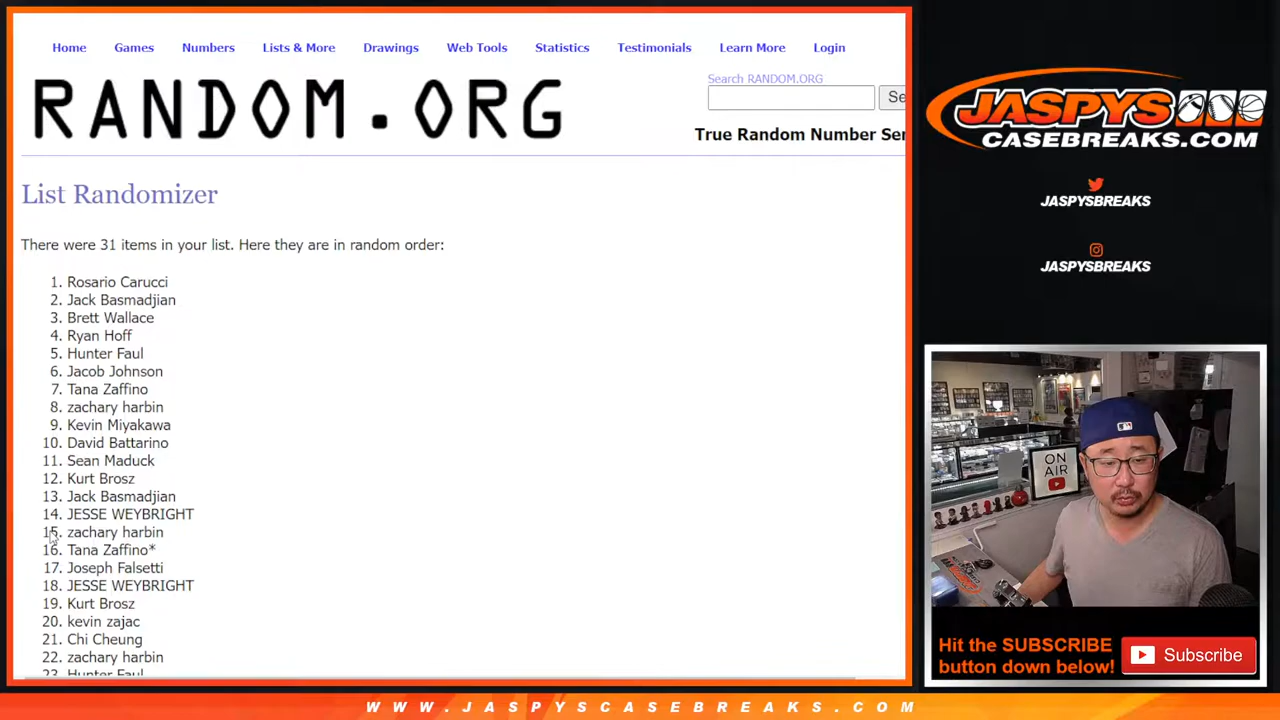 Home Games Numbers Lists & More Drawings Web Tools Statistics Testimonials Learn More Login
RANDOM.ORG
Search RANDOM.ORG
Se
True Random Number Ser
List Randomizer
There were 31 items in your list. Here they are in random order:
1. Rosario Carucci
2. Jack Basmadjian
3. Brett Wallace
4. Ryan Hoff
5. Hunter Faul
6. Jacob Johnson
7. Tana Zaffino
8. zachary harbin
9. Kevin Miyakawa
10. David Battarino
11. Sean Maduck
12. Kurt Brosz
13. Jack Basmadjian
14. JESSE WEYBRIGHT
15. zachary harbin
16. Tana Zaffino*
17. Joseph Falsetti
18. JESSE WEYBRIGHT
19. Kurt Brosz
20. kevin zajac
21. Chi Cheung
22. zachary harbin
23. Hunter Faul
JASPYS
CASEBREAKS.COM
JASPYSBREAKS
JASPYSBREAKS
ON
AIR
Hit the SUBSCRIBE
button down below!
Subscribe
WWW.JASPYSCASEBREAKS.COM